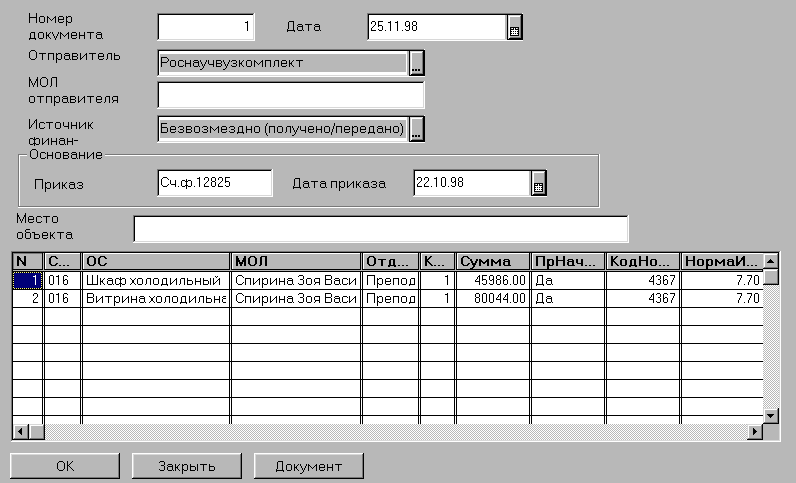 Номер документа 1 Дата 25.11.98
Отправитель Роснаучвузкомплект ...
МОЛ отправителя
Источник финан- Безвозмездно (получено/передано) ...
Основание
Приказ Сч.ф.12825 Дата приказа 22.10.98
Место объекта
N С... ОС МОЛ Отд... К... Сумма ПрНач... КодНо... НормаИ...
1 016 Шкаф холодильный Спирина Зоя Васи Препод 1 45986.00 Да 4367 7.70
2 016 Витрина холодильна Спирина Зоя Васи Препод 1 80044.00 Да 4367 7.70
OK Закрыть Документ